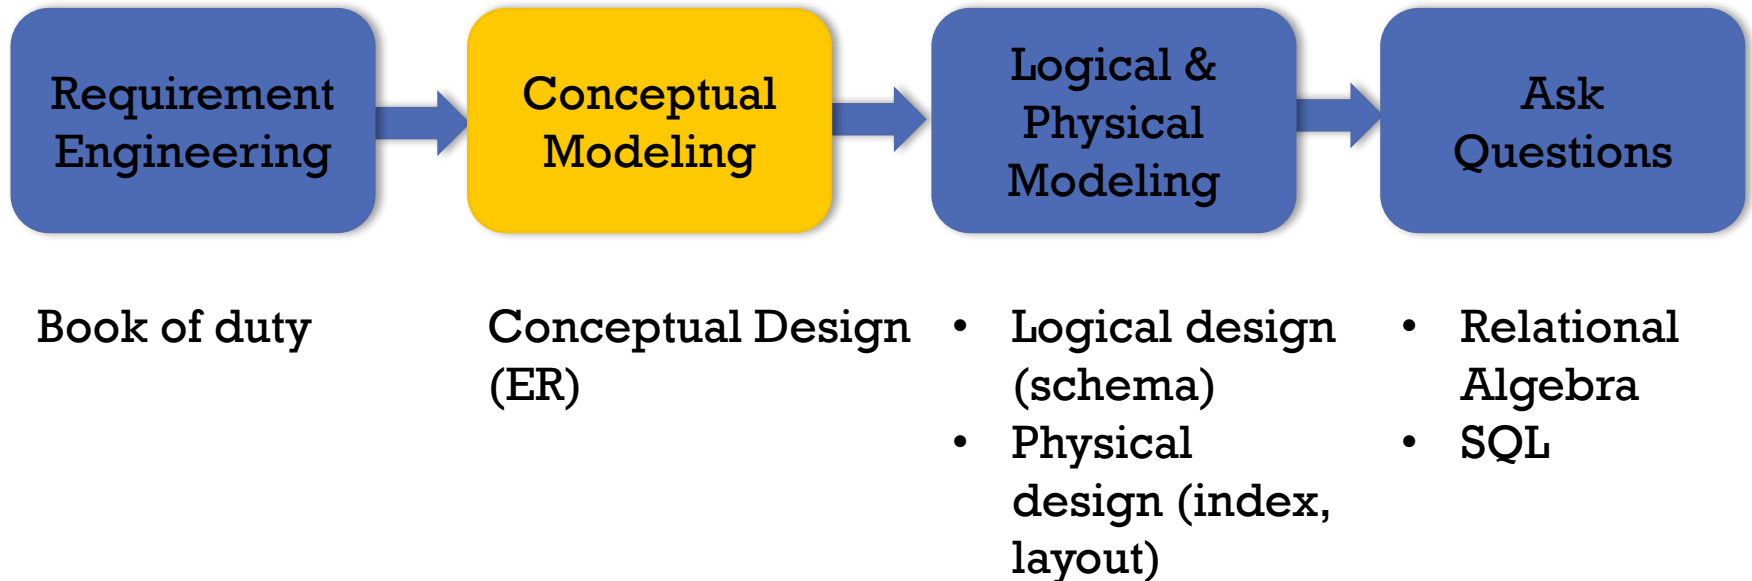 Requirement
Engineering
Conceptual
Modeling
Logical &
Physical
Modeling
Ask
Questions
Book of duty
Conceptual Design
(ER)
• Logical design
(schema)
• Physical
design (index,
layout)
• Relational
Algebra
• SQL